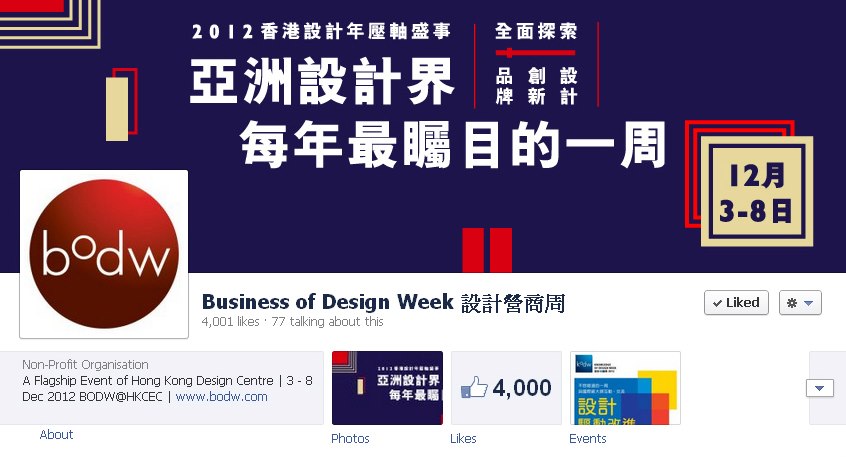 2012香港設計年壓軸盛事
亞洲設計界
每年最矚目的一周
全面探索
品 創 設
牌 新 計
12月
3-8日
bodw
Business of Design Week 設計營商周
4,001 likes · 77 talking about this
Liked
Non-Profit Organisation
A Flagship Event of Hong Kong Design Centre | 3 - 8
Dec 2012 BODW@HKCEC | www.bodw.com
About
2012香港設計年壓軸盛事
亞洲設計界
每年最矚
Photos
4,000
Likes
bodw
設計
驅動改進
Events